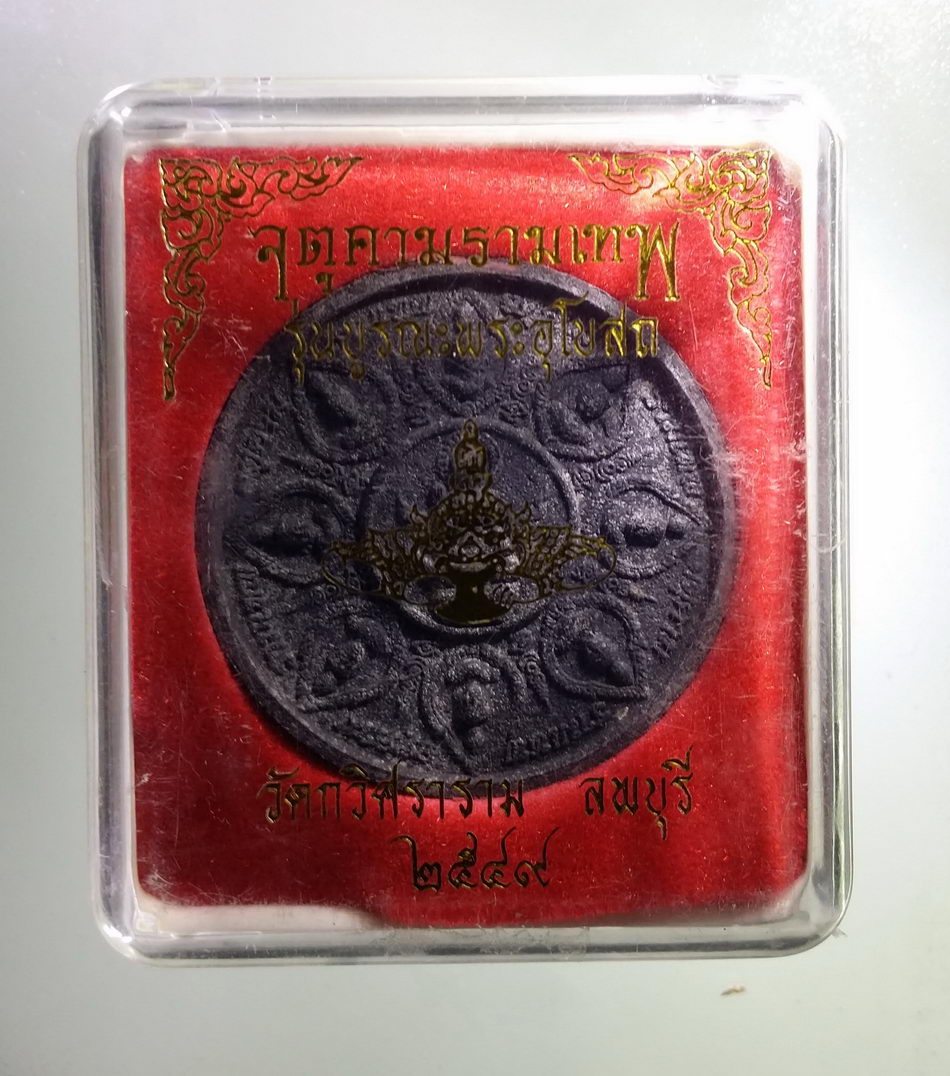 จตุคามรามเทพ
รุ่นบูรณะพระอุโบสถ
วัดกวิศราราม ลพบุรี
๒๕๔๙